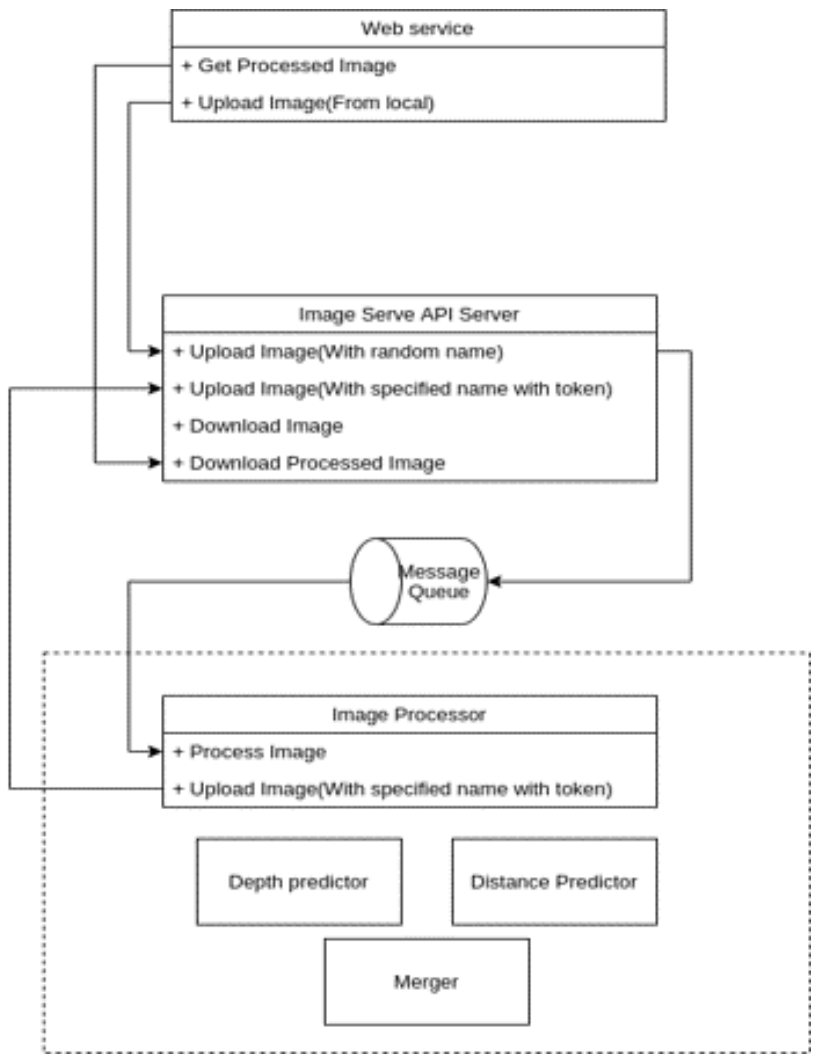 Web service
+ Get Processed Image
+ Upload Image(From local)
Image Serve API Server
+ Upload Image(With random name)
+ Upload Image(With specified name with token)
+ Download Image
+ Download Processed Image
Message
Queue
Image Processor
+ Process Image
+ Upload Image(With specified name with token)
Depth predictor
Distance Predictor
Merger